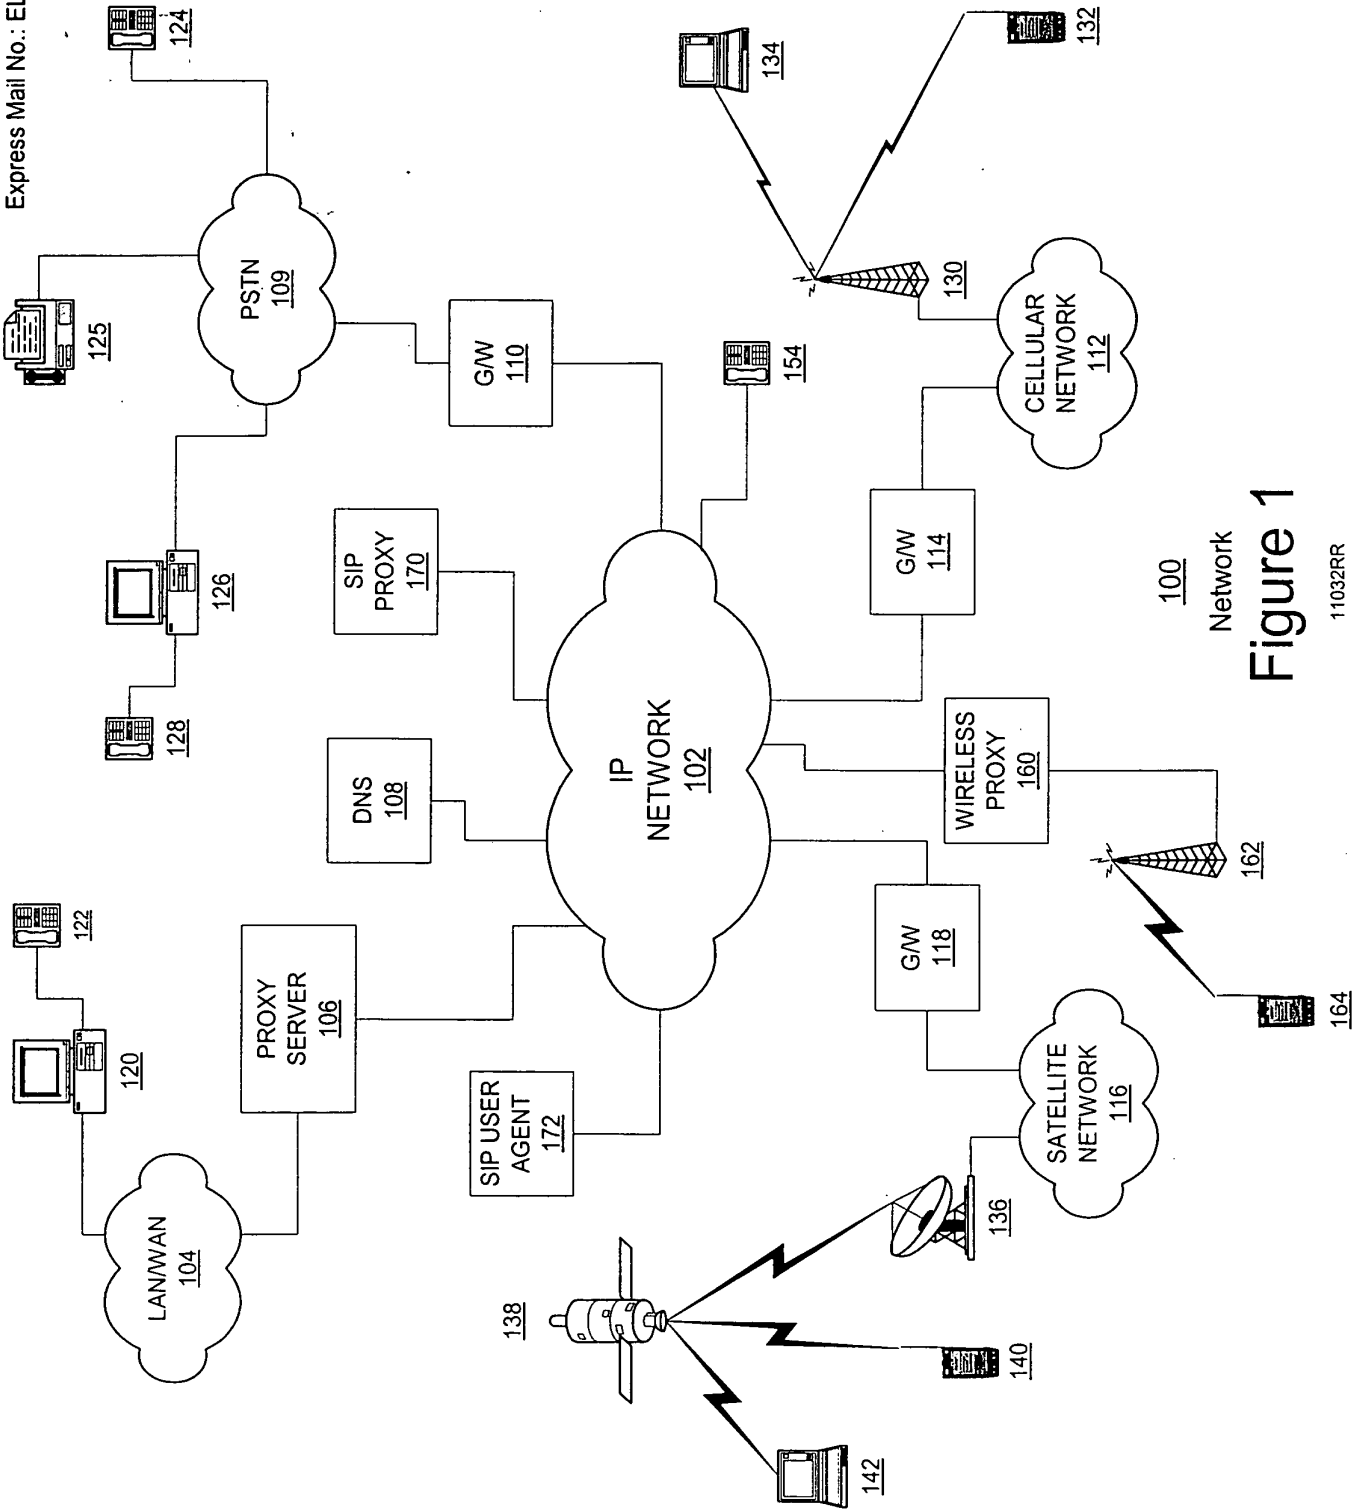 Express Mail No.: EL
124
125
PSTN
109
G/W
110
126
128
SIP
PROXY
170
DNS
108
122
120
PROXY
SERVER
106
LAN/WAN
104
SIP USER
AGENT
172
IP
NETWORK
102
134
132
130
154
CELLULAR
NETWORK
112
G/W
114
WIRELESS
PROXY
160
162
164
G/W
118
SATELLITE
NETWORK
116
136
138
140
142
100
Network
Figure 1
11032RR